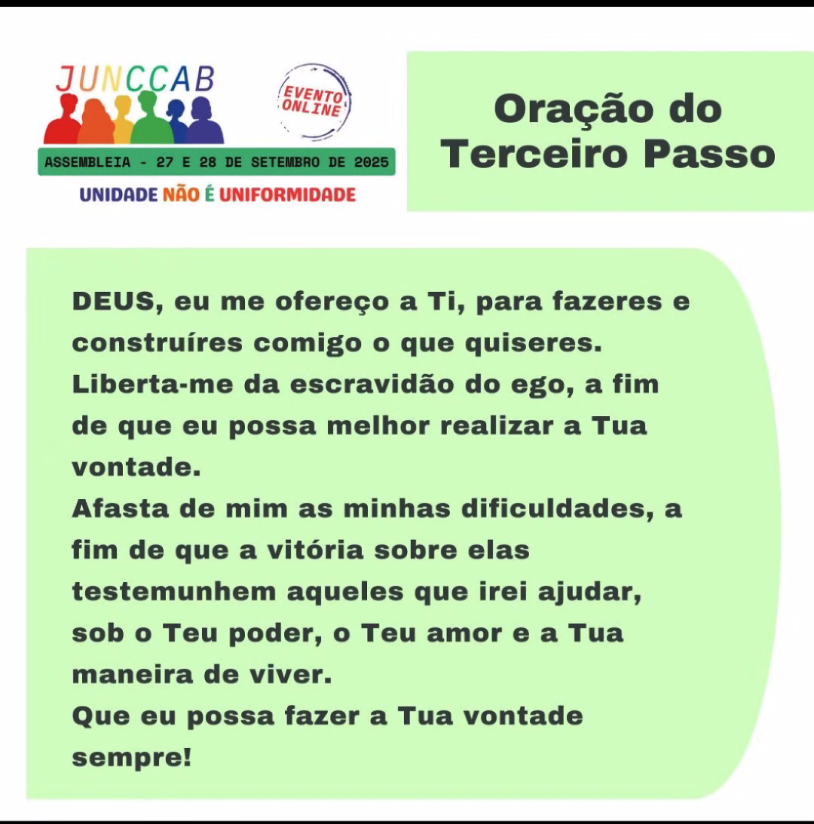 JUNCCAB
EVENTO
ONLINE
ASSEMBLEIA - 27 E 28 DE SETEMBRO DE 2025
UNIDADE NÃO É UNIFORMIDADE
Oração do
Terceiro Passo
DEUS, eu me ofereço a Ti, para fazeres e
construíres comigo o que quiseres.
Liberta-me da escravidão do ego, a fim
de que eu possa melhor realizar a Tua
vontade.
Afasta de mim as minhas dificuldades, a
fim de que a vitória sobre elas
testemunhem aqueles que irei ajudar,
sob o Teu poder, o Teu amor e a Tua
maneira de viver.
Que eu possa fazer a Tua vontade
sempre!